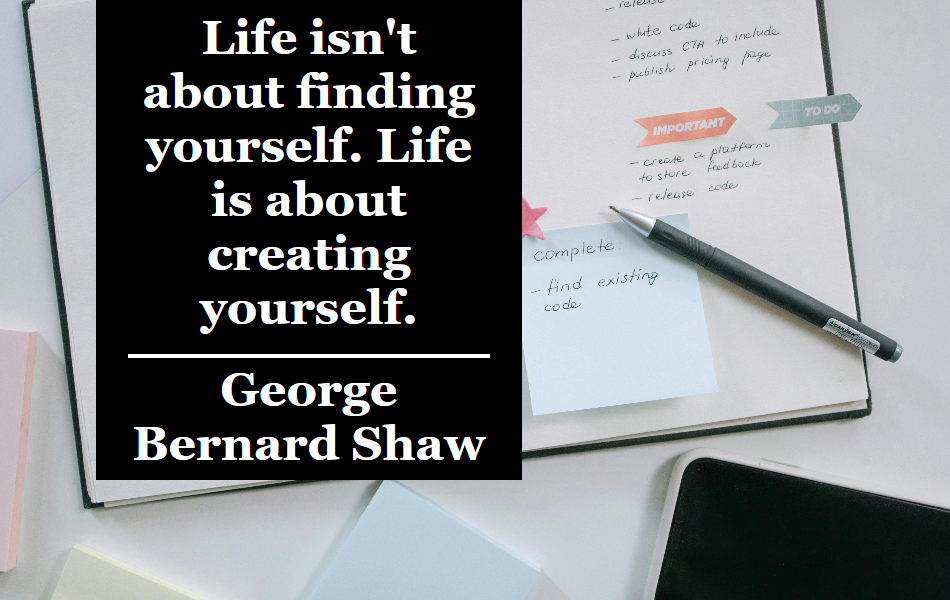 Life isn't
about finding
yourself. Life
is about
creating
yourself.
George
Bernard Shaw
– release
– white code
– discuss CTA to include
– publish pricing page
IMPORTANT
TO DO
– create a platform
to store feedback
– release code
complete:
– find existing
code